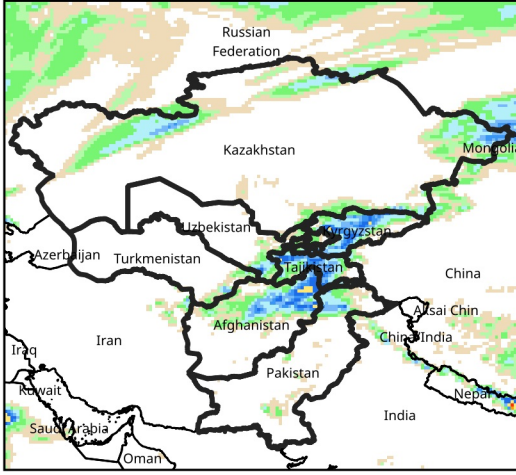 Russian
Federation
Kazakhstan
Mongolia
Uzbekistan
Kyrgyzstan
Azerbaijan
Turkmenistan
Tajikistan
China
Aksai Chin
Afghanistan
China/India
Iran
Iraq
Pakistan
Kuwait
Nepal
India
Saudi Arabia
Oman